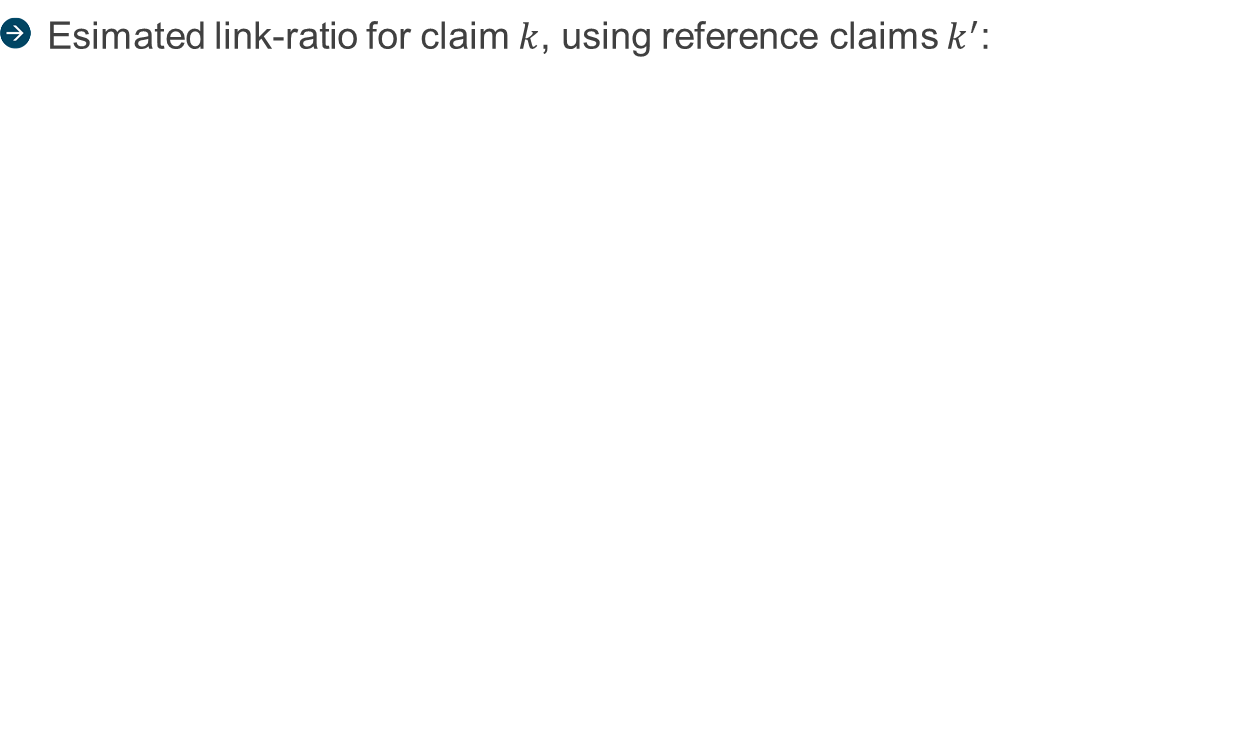 Esimated link-ratio for claim k, using reference claims k′: